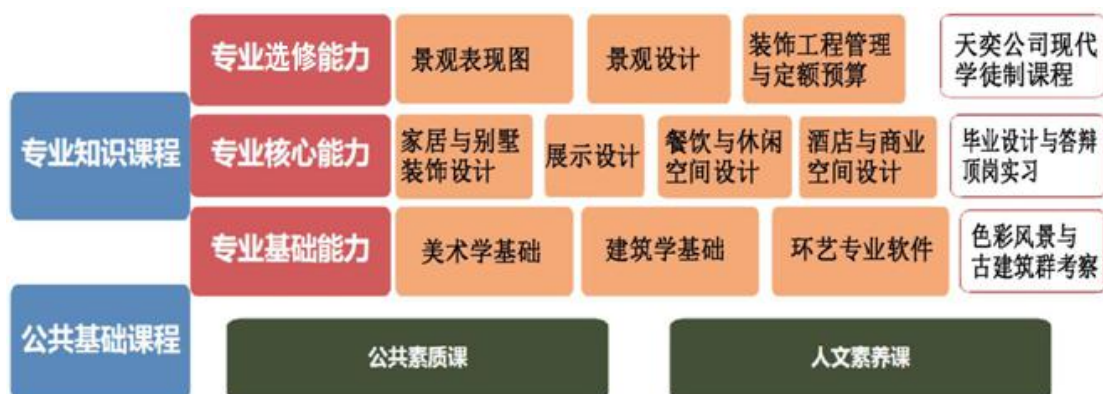 专业选修能力
景观表现图
景观设计
装饰工程管理
与定额预算
天奕公司现代
学徒制课程
专业知识课程
专业核心能力
家居与别墅
装饰设计
展示设计
餐饮与休闲
空间设计
酒店与商业
空间设计
毕业设计与答辩
顶岗实习
专业基础能力
美术学基础
建筑学基础
环艺专业软件
色彩风景与
古建筑群考察
公共基础课程
公共素质课
人文素养课